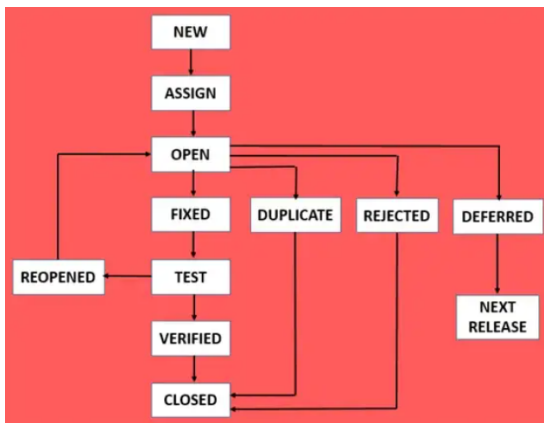 NEW
ASSIGN
OPEN
FIXED
DUPLICATE
REJECTED
DEFERRED
REOPENED
TEST
NEXT
RELEASE
VERIFIED
CLOSED